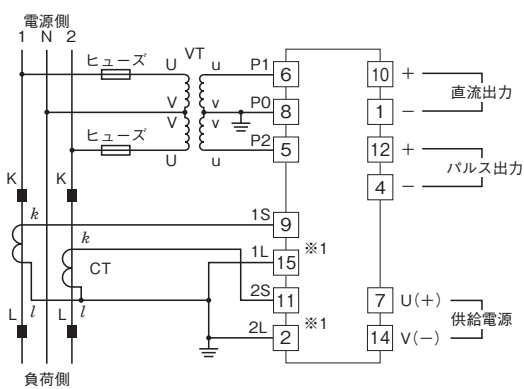 電源側
1 N 2
ヒューズ
U
VT
u
P1
6
10
+
直流出力
V
v
P0
8
1
−
V
v
ヒューズ
U
u
P2
5
12
+
パルス出力
4
−
K
K
k
1S
9
k
1L
15
※1
CT
2S
11
7
U(+)
供給電源
L
l
L
l
2L
2
※1
14
V(−)
負荷側